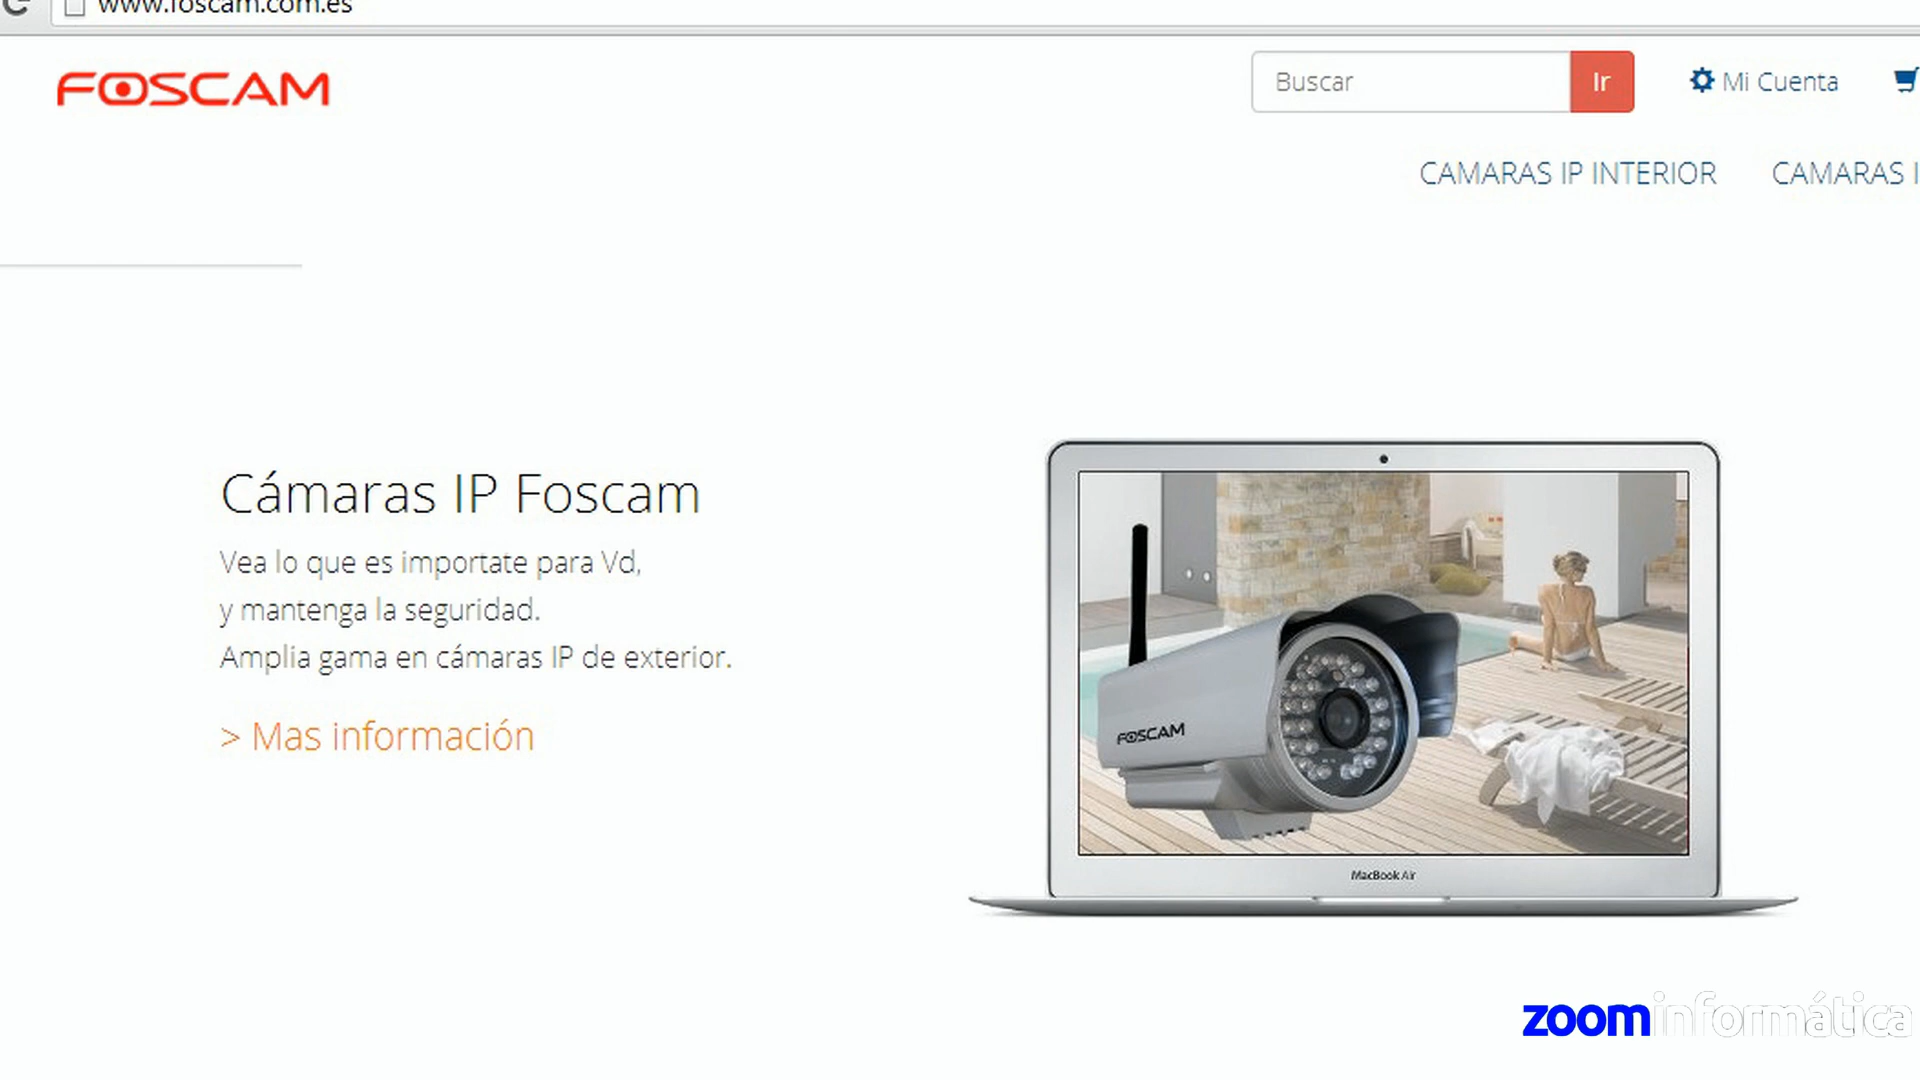 www.foscam.com.es
FOSCAM
Buscar
Ir
Mi Cuenta
CAMARAS IP INTERIOR
CAMARAS I
Cámaras IP Foscam
Vea lo que es importate para Vd,
y mantenga la seguridad.
Amplia gama en cámaras IP de exterior.
> Mas información
FOSCAM
MacBook Air
zoominformática